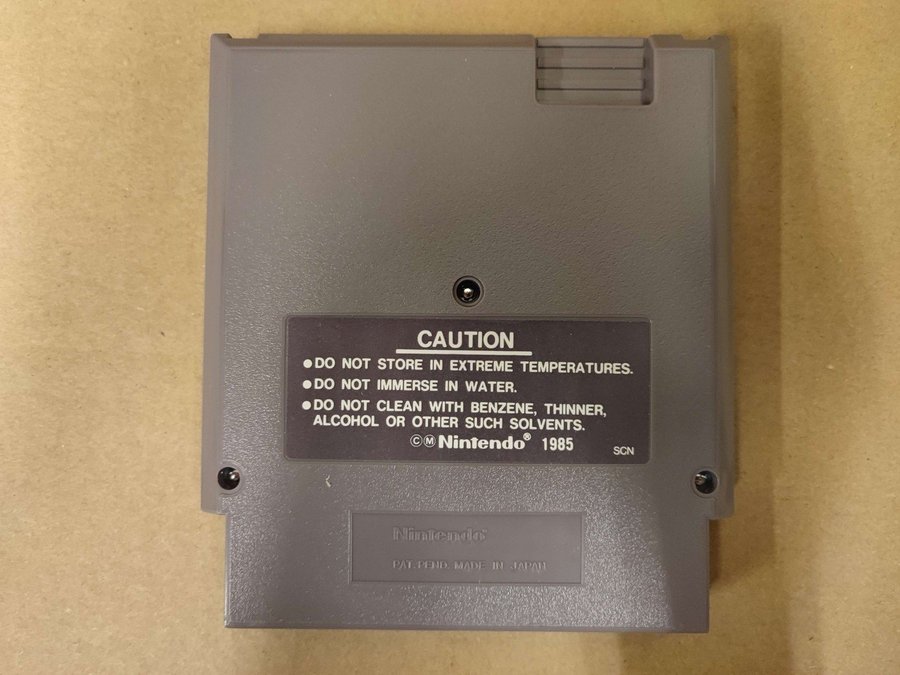 CAUTION
●DO NOT STORE IN EXTREME TEMPERATURES.
●DO NOT IMMERSE IN WATER.
●DO NOT CLEAN WITH BENZENE, THINNER,
ALCOHOL OR OTHER SUCH SOLVENTS.
©Ⓜ Nintendo® 1985
SCN
Nintendo®
PAT. PEND. MADE IN JAPAN